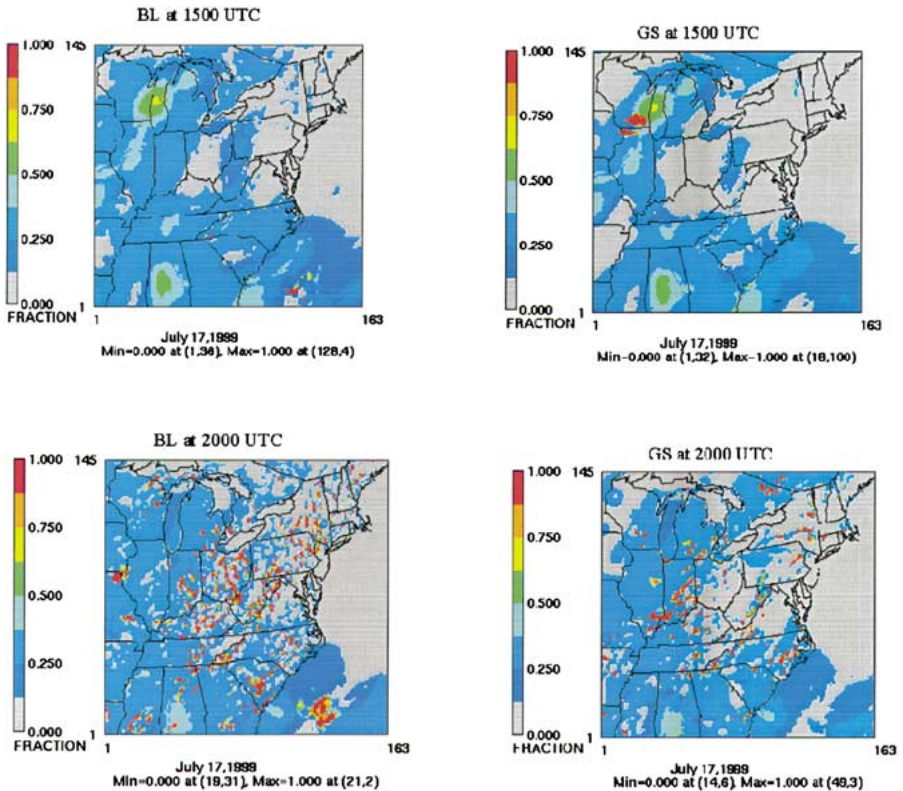 BL at 1500 UTC
1.000
0.750
0.500
0.250
0.000
FRACTION
145
1
1
163
July 17,1999
Min=0.000 at (1,36), Max=1.000 at (128,4)
GS at 1500 UTC
1.000
0.750
0.500
0.250
0.000
FRACTION
145
1
1
163
July 17,1999
Min=0.000 at (1,32), Max=1.000 at (18,100)
BL at 2000 UTC
1.000
0.750
0.500
0.250
0.000
FRACTION
145
1
1
163
July 17,1999
Min=0.000 at (19,31), Max=1.000 at (21,2)
GS at 2000 UTC
1.000
0.750
0.500
0.250
0.000
FRACTION
145
1
1
163
July 17,1999
Min=0.000 at (14,6), Max=1.000 at (49,3)